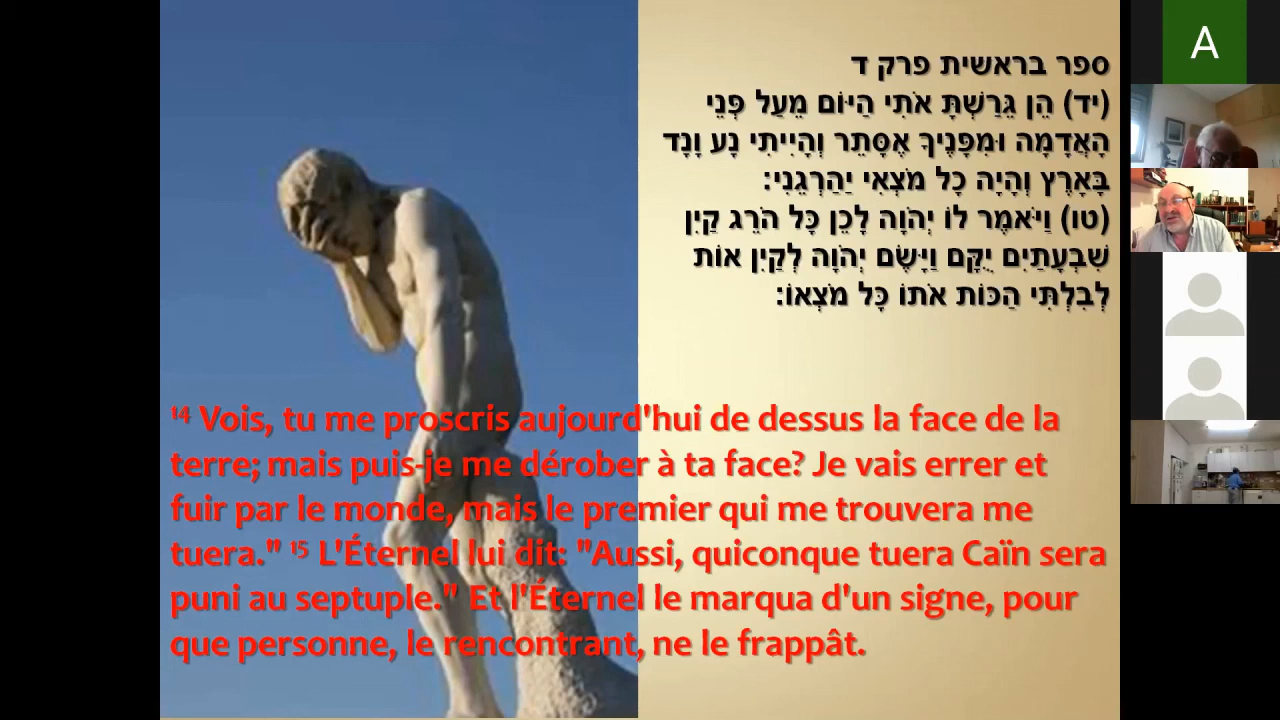 ספר בראשית פרק ד
(יד) הֵן גֵּרַשְׁתָּ אֹתִי הַיּוֹם מֵעַל פְּנֵי
הָאֲדָמָה וּמִפָּנֶיךָ אֶסָּתֵר וְהָיִיתִי נָע וָנָד
בָּאָרֶץ וְהָיָה כָל מֹצְאִי יַהַרְגֵנִי:
(טו) וַיֹּאמֶר לוֹ יְהֹוָה לָכֵן כָּל הֹרֵג קַיִן
שִׁבְעָתַיִם יֻקָּם וַיָּשֶׂם יְהֹוָה לְקַיִן אוֹת
לְבִלְתִּי הַכּוֹת אֹתוֹ כָּל מֹצְאוֹ:
14 Vois, tu me proscris aujourd'hui de dessus la face de la
terre; mais puis-je me dérober à ta face? Je vais errer et
fuir par le monde, mais le premier qui me trouvera me
tuera." 15 L'Éternel lui dit: "Aussi, quiconque tuera Caïn sera
puni au septuple." Et l'Éternel le marqua d'un signe, pour
que personne, le rencontrant, ne le frappât.
A